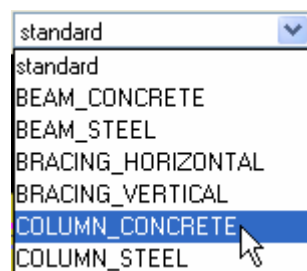 standard
standard
BEAM_CONCRETE
BEAM_STEEL
BRACING_HORIZONTAL
BRACING_VERTICAL
COLUMN_CONCRETE
COLUMN_STEEL